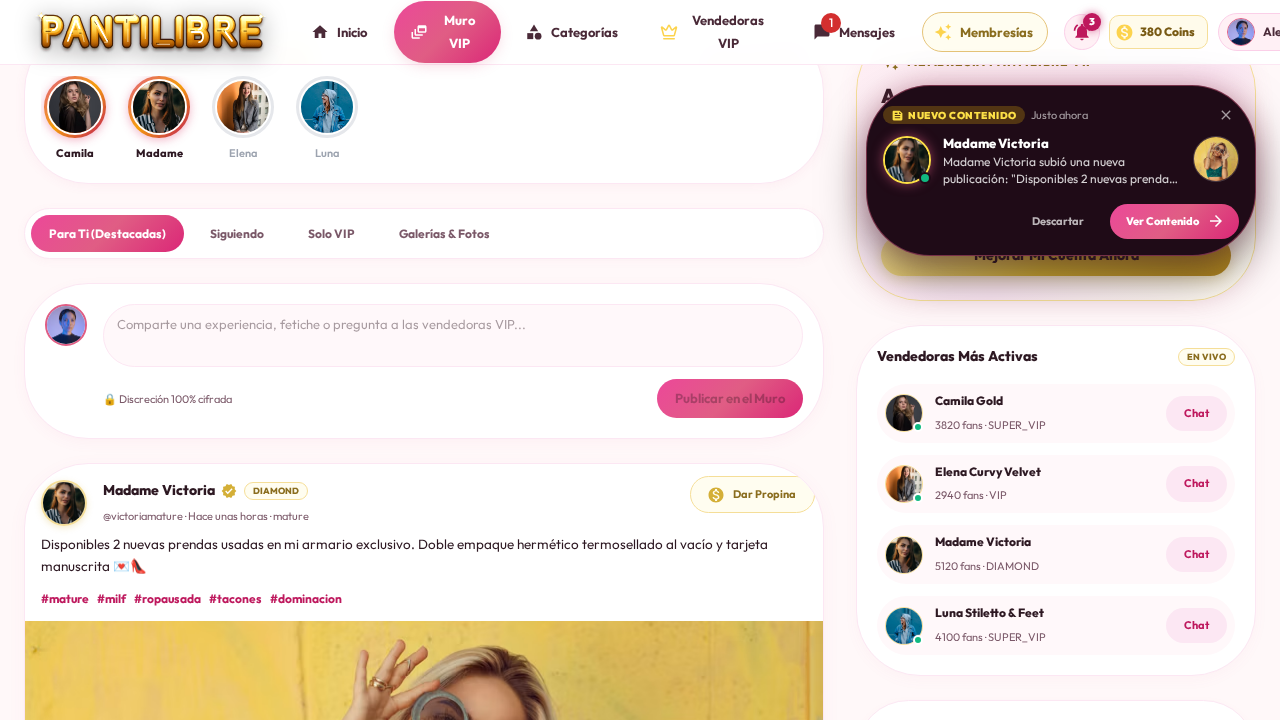 PANTILIBRE
Inicio
Muro
VIP
Categorías
Vendedoras
VIP
1
Mensajes
Membresías
3
380 Coins
Ale
Camila
Madame
Elena
Luna
NUEVO CONTENIDO
Justo ahora
Madame Victoria
Madame Victoria subió una nueva
publicación: "Disponibles 2 nuevas prenda...
Descartar
Ver Contenido
Mejorar Mi Cuenta Ahora
Para Ti (Destacadas)
Siguiendo
Solo VIP
Galerías & Fotos
Comparte una experiencia, fetiche o pregunta a las vendedoras VIP...
🔒 Discreción 100% cifrada
Publicar en el Muro
Madame Victoria
DIAMOND
@victoriamature · Hace unas horas · mature
Dar Propina
Disponibles 2 nuevas prendas usadas en mi armario exclusivo. Doble empaque hermético termosellado al vacío y tarjeta
manuscrita 💌👠
#mature #milf #ropausada #tacones #dominacion
Vendedoras Más Activas
EN VIVO
Camila Gold
3820 fans · SUPER_VIP
Chat
Elena Curvy Velvet
2940 fans · VIP
Chat
Madame Victoria
5120 fans · DIAMOND
Chat
Luna Stiletto & Feet
4100 fans · SUPER_VIP
Chat